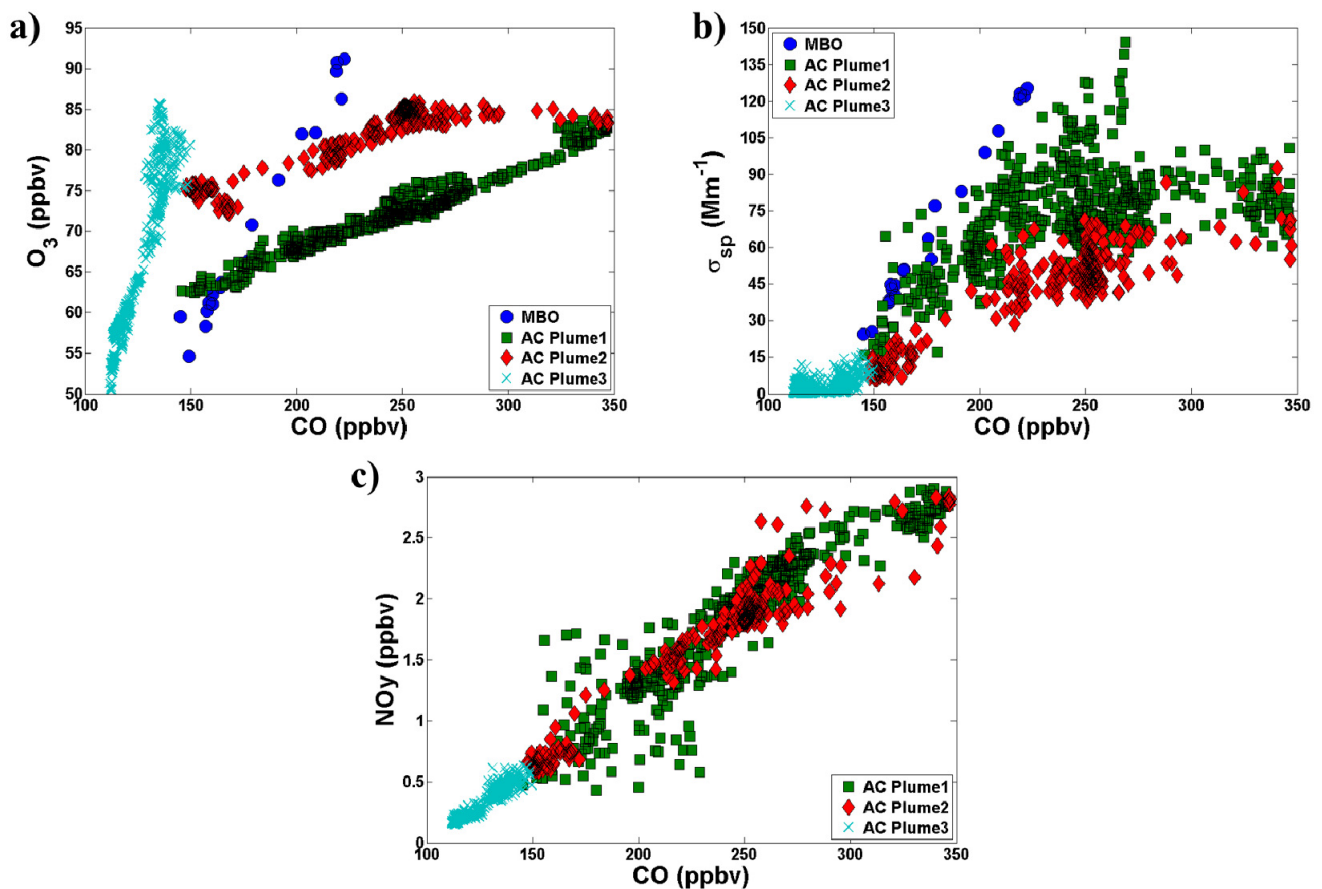 a)
95
90
85
80
75
70
65
60
55
50
O3 (ppbv)
100 150 200 250 300 350
CO (ppbv)
MBO
AC Plume1
AC Plume2
AC Plume3
b)
150
135
120
105
90
75
60
45
30
15
0
σsp (Mm-1)
100 150 200 250 300 350
CO (ppbv)
MBO
AC Plume1
AC Plume2
AC Plume3
c)
3
2.5
2
1.5
1
0.5
0
NOy (ppbv)
100 150 200 250 300 350
CO (ppbv)
AC Plume1
AC Plume2
AC Plume3